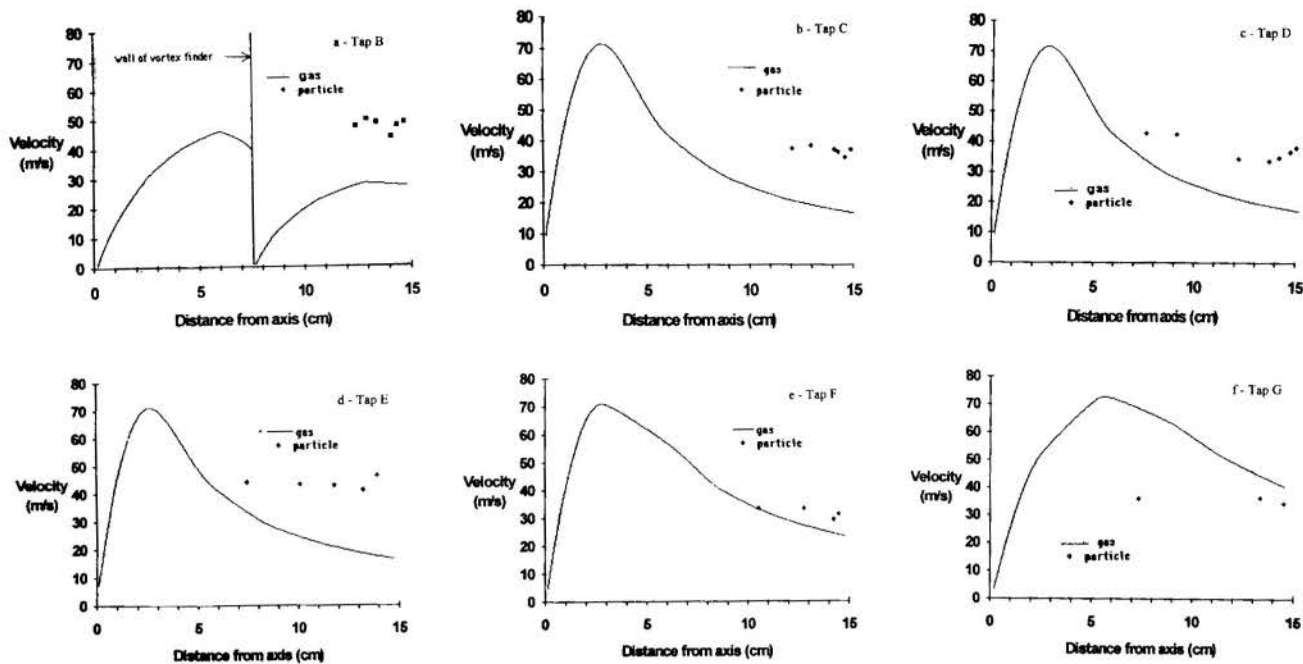 a - Tap B
wall of vortex finder
gas
particle
80
70
60
50
40
30
20
10
0
Velocity
(m/s)
0 5 10 15
Distance from axis (cm)
b - Tap C
gas
particle
80
70
60
50
40
30
20
10
0
Velocity
(m/s)
0 5 10 15
Distance from axis (cm)
c - Tap D
gas
particle
80
70
60
50
40
30
20
10
0
Velocity
(m/s)
0 5 10 15
Distance from axis (cm)
d - Tap E
gas
particle
80
70
60
50
40
30
20
10
0
Velocity
(m/s)
0 5 10 15
Distance from axis (cm)
e - Tap F
gas
particle
80
70
60
50
40
30
20
10
0
Velocity
(m/s)
0 5 10 15
Distance from axis (cm)
f - Tap G
gas
particle
80
70
60
50
40
30
20
10
0
Velocity
(m/s)
0 5 10 15
Distance from axis (cm)